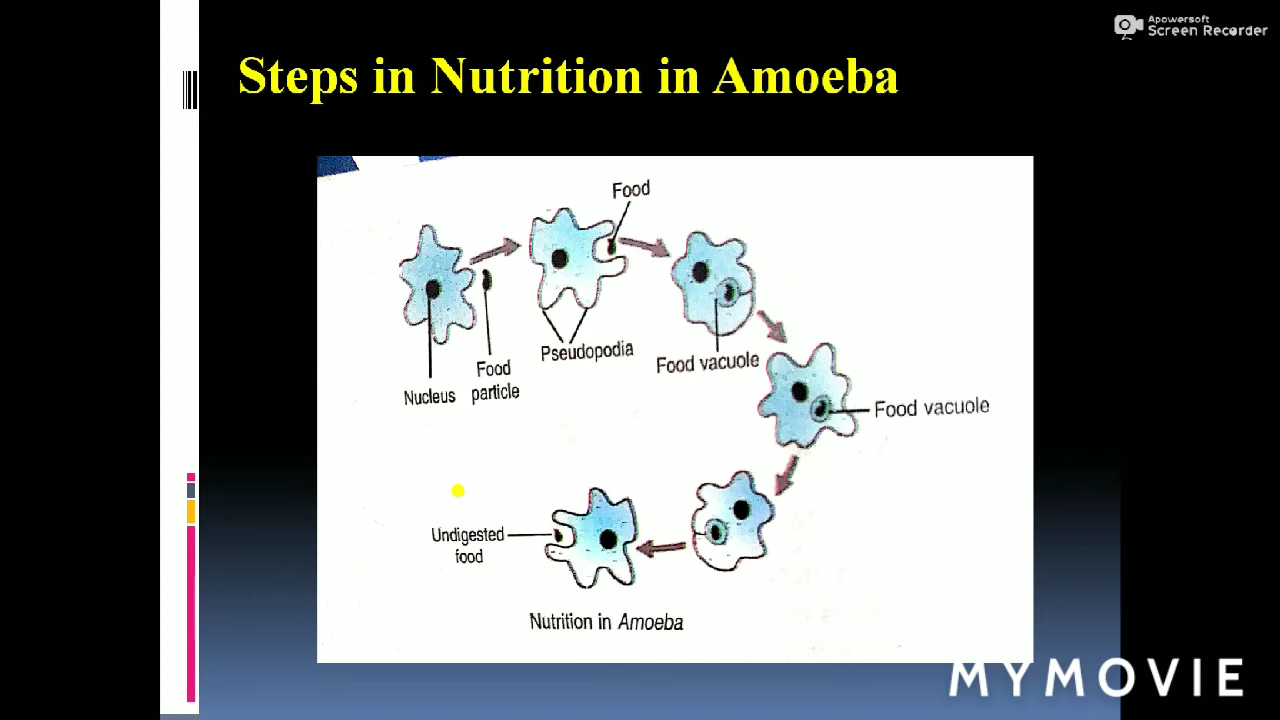 Apowersoft
Screen Recorder
Steps in Nutrition in Amoeba
Food
Pseudopodia
Food vacuole
Nucleus
Food
particle
Food vacuole
Undigested
food
Nutrition in Amoeba
MYMOVIE